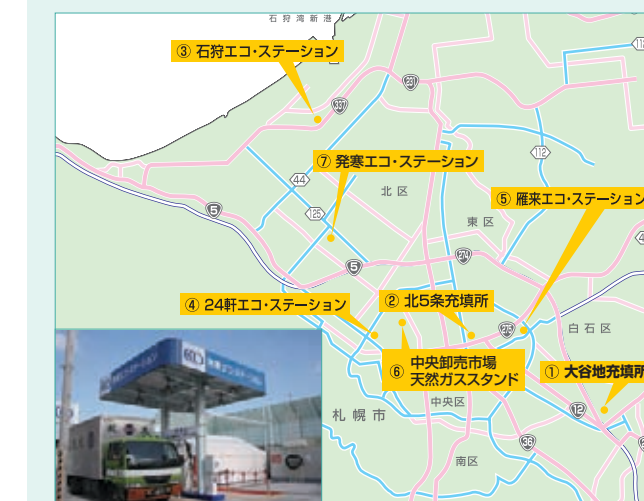 石狩湾新港
③ 石狩エコ・ステーション
231
337
112
⑦ 発寒エコ・ステーション
44
北区
125
⑤ 雁来エコ・ステーション
5
東区
274
5
④ 24軒エコ・ステーション
② 北5条充填所
275
白石区
⑥ 中央卸売市場
天然ガススタンド
① 大谷地充填所
中央区
12
札幌市
36
南区